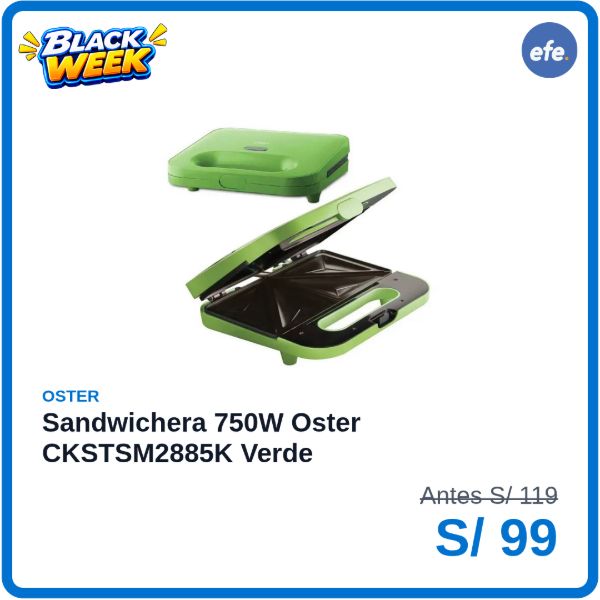 BLACK
WEEK
efe.
OSTER
Sandwichera 750W Oster
CKSTSM2885K Verde
Antes S/ 119
S/ 99